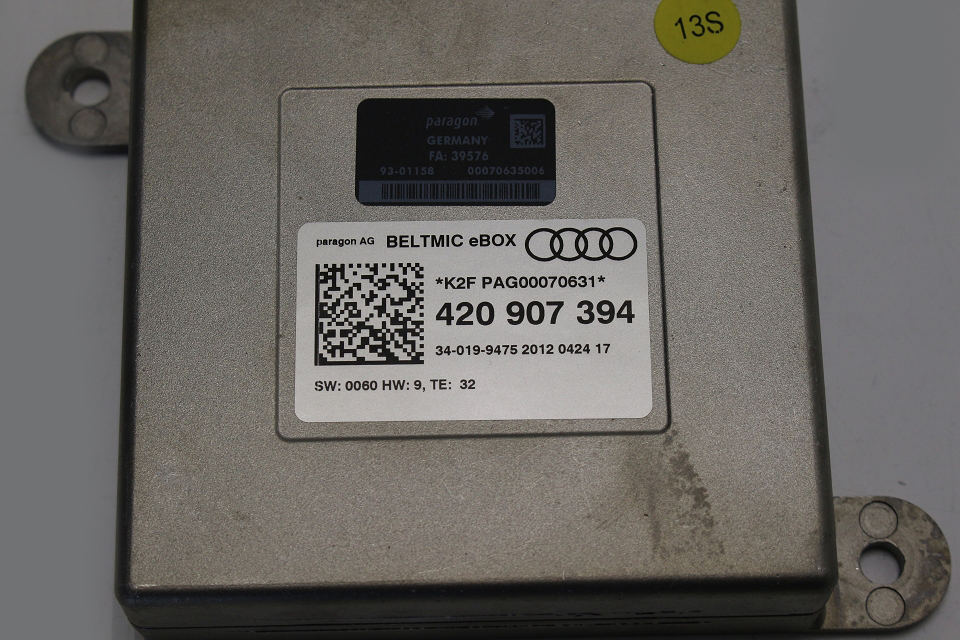 13S
paragon
GERMANY
FA: 39576
93-01158 00070635006
paragon AG BELTMIC eBOX
*K2F PAG00070631*
420 907 394
34-019-9475 2012 0424 17
SW: 0060 HW: 9, TE: 32